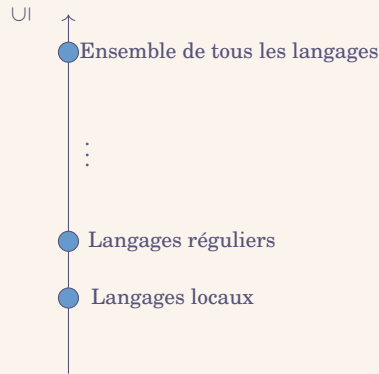 ⊆
Ensemble de tous les langages
⋮
Langages réguliers
Langages locaux